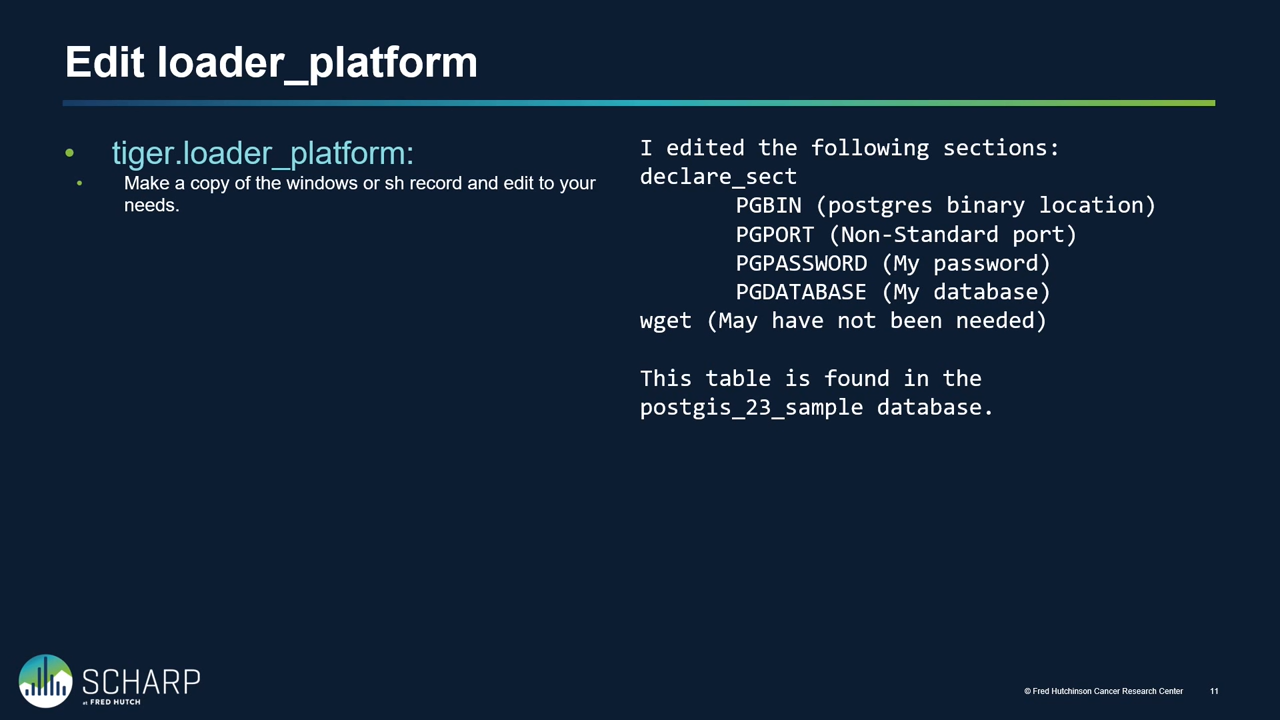 Edit loader_platform
• tiger.loader_platform:
• Make a copy of the windows or sh record and edit to your
needs.
I edited the following sections:
declare_sect
PGBIN (postgres binary location)
PGPORT (Non-Standard port)
PGPASSWORD (My password)
PGDATABASE (My database)
wget (May have not been needed)
This table is found in the
postgis_23_sample database.
SCHARP
at FRED HUTCH
© Fred Hutchinson Cancer Research Center 11